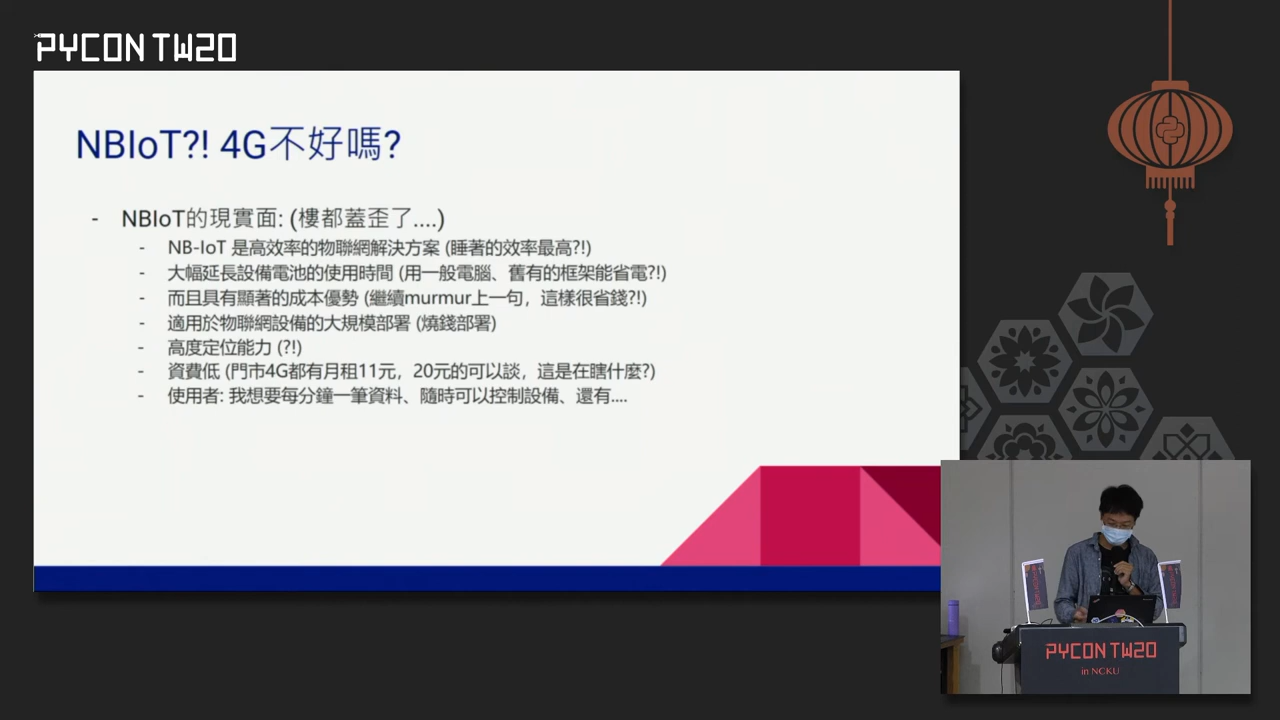 PYCON TW20
NBIoT?! 4G不好嗎?
- NBIoT的現實面: (樓都蓋歪了....)
- NB-IoT 是高效率的物聯網解決方案 (睡著的效率最高?!)
- 大幅延長設備電池的使用時間 (用一般電腦、舊有的框架能省電?!)
- 而且具有顯著的成本優勢 (繼續murmur上一句，這樣很省錢?!)
- 適用於物聯網設備的大規模部署 (燒錢部署)
- 高度定位能力 (?!)
- 資費低 (門市4G都有月租11元，20元的可以談，這是在瞎什麼?)
- 使用者: 我想要每分鐘一筆資料、隨時可以控制設備、還有....
PYCON TW20
in NCKU